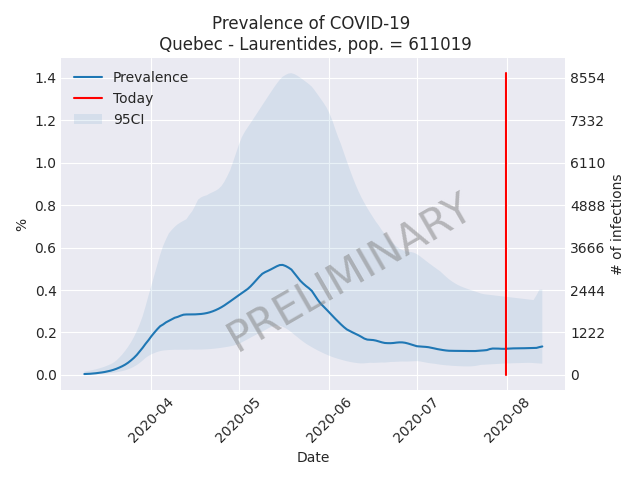 Prevalence of COVID-19
Quebec - Laurentides, pop. = 611019
Prevalence
Today
95CI
PRELIMINARY
%
1.4
1.2
1.0
0.8
0.6
0.4
0.2
0.0
8554
7332
6110
4888
3666
2444
1222
0
# of infections
2020-04
2020-05
2020-06
2020-07
2020-08
Date